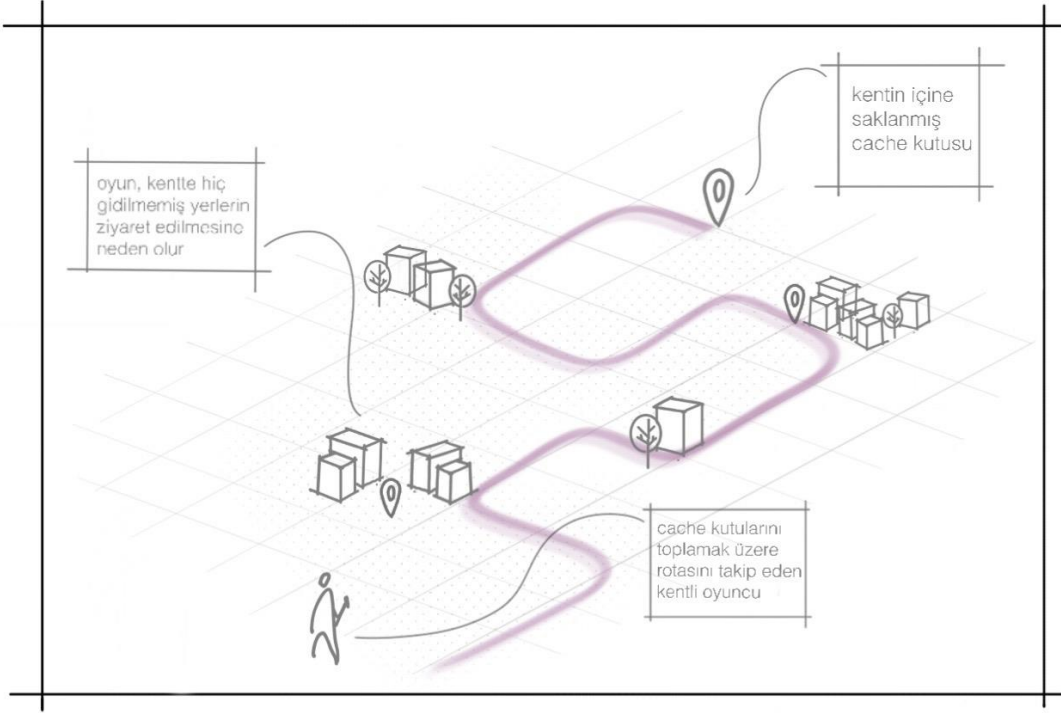 kentin içine
saklanmış
cache kutusu
oyun, kentte hiç
gidilmemiş yerlerin
ziyaret edilmesine
neden olur
cache kutularını
toplamak üzere
rotasını takip eden
kentli oyuncu